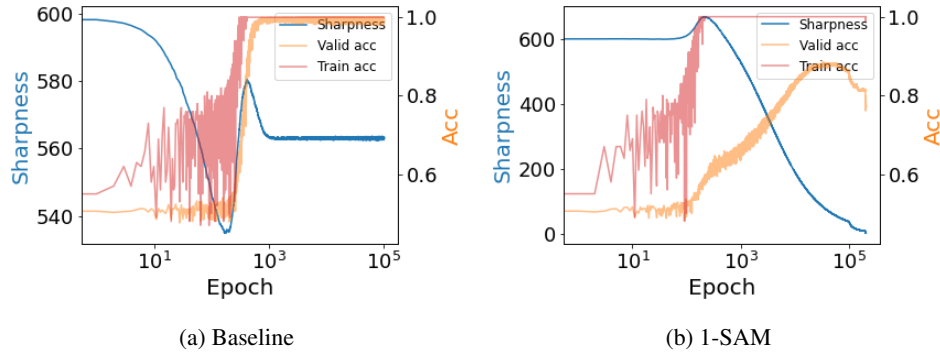 600
580
560
540
Sharpness
10^1
10^3
10^5
Epoch
1.0
0.8
0.6
Acc
Sharpness
Valid acc
Train acc
(a) Baseline
600
400
200
0
Sharpness
10^1
10^3
10^5
Epoch
1.0
0.8
0.6
Acc
Sharpness
Valid acc
Train acc
(b) 1-SAM